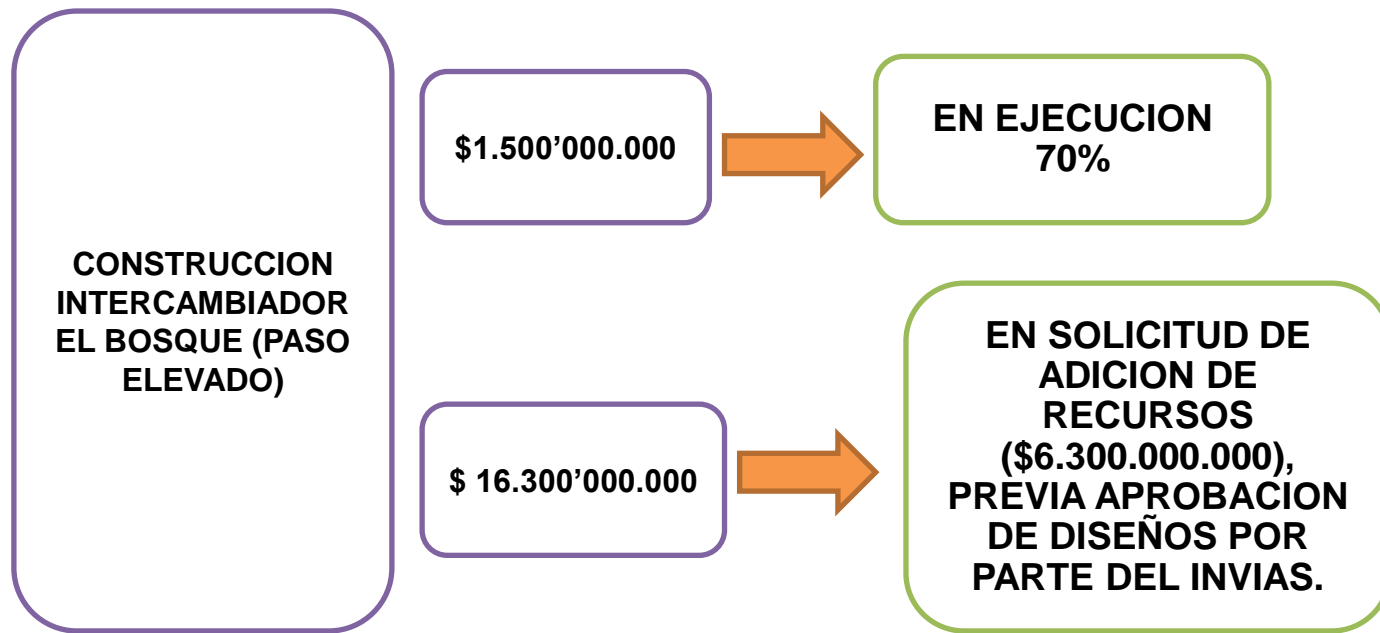 CONSTRUCCION
INTERCAMBIADOR
EL BOSQUE (PASO
ELEVADO)
$1.500’000.000
EN EJECUCION
70%
$ 16.300’000.000
EN SOLICITUD DE
ADICION DE
RECURSOS
($6.300.000.000),
PREVIA APROBACION
DE DISEÑOS POR
PARTE DEL INVIAS.